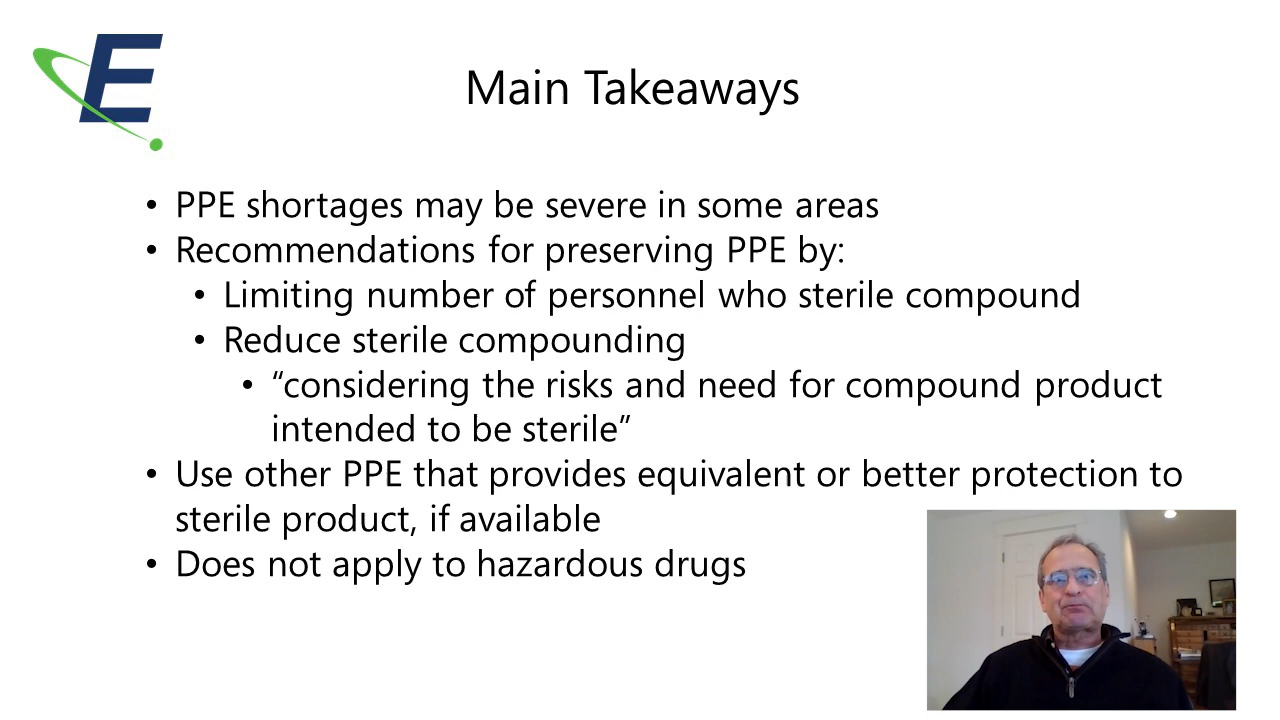 E
Main Takeaways
• PPE shortages may be severe in some areas
• Recommendations for preserving PPE by:
• Limiting number of personnel who sterile compound
• Reduce sterile compounding
• “considering the risks and need for compound product
intended to be sterile”
• Use other PPE that provides equivalent or better protection to
sterile product, if available
• Does not apply to hazardous drugs